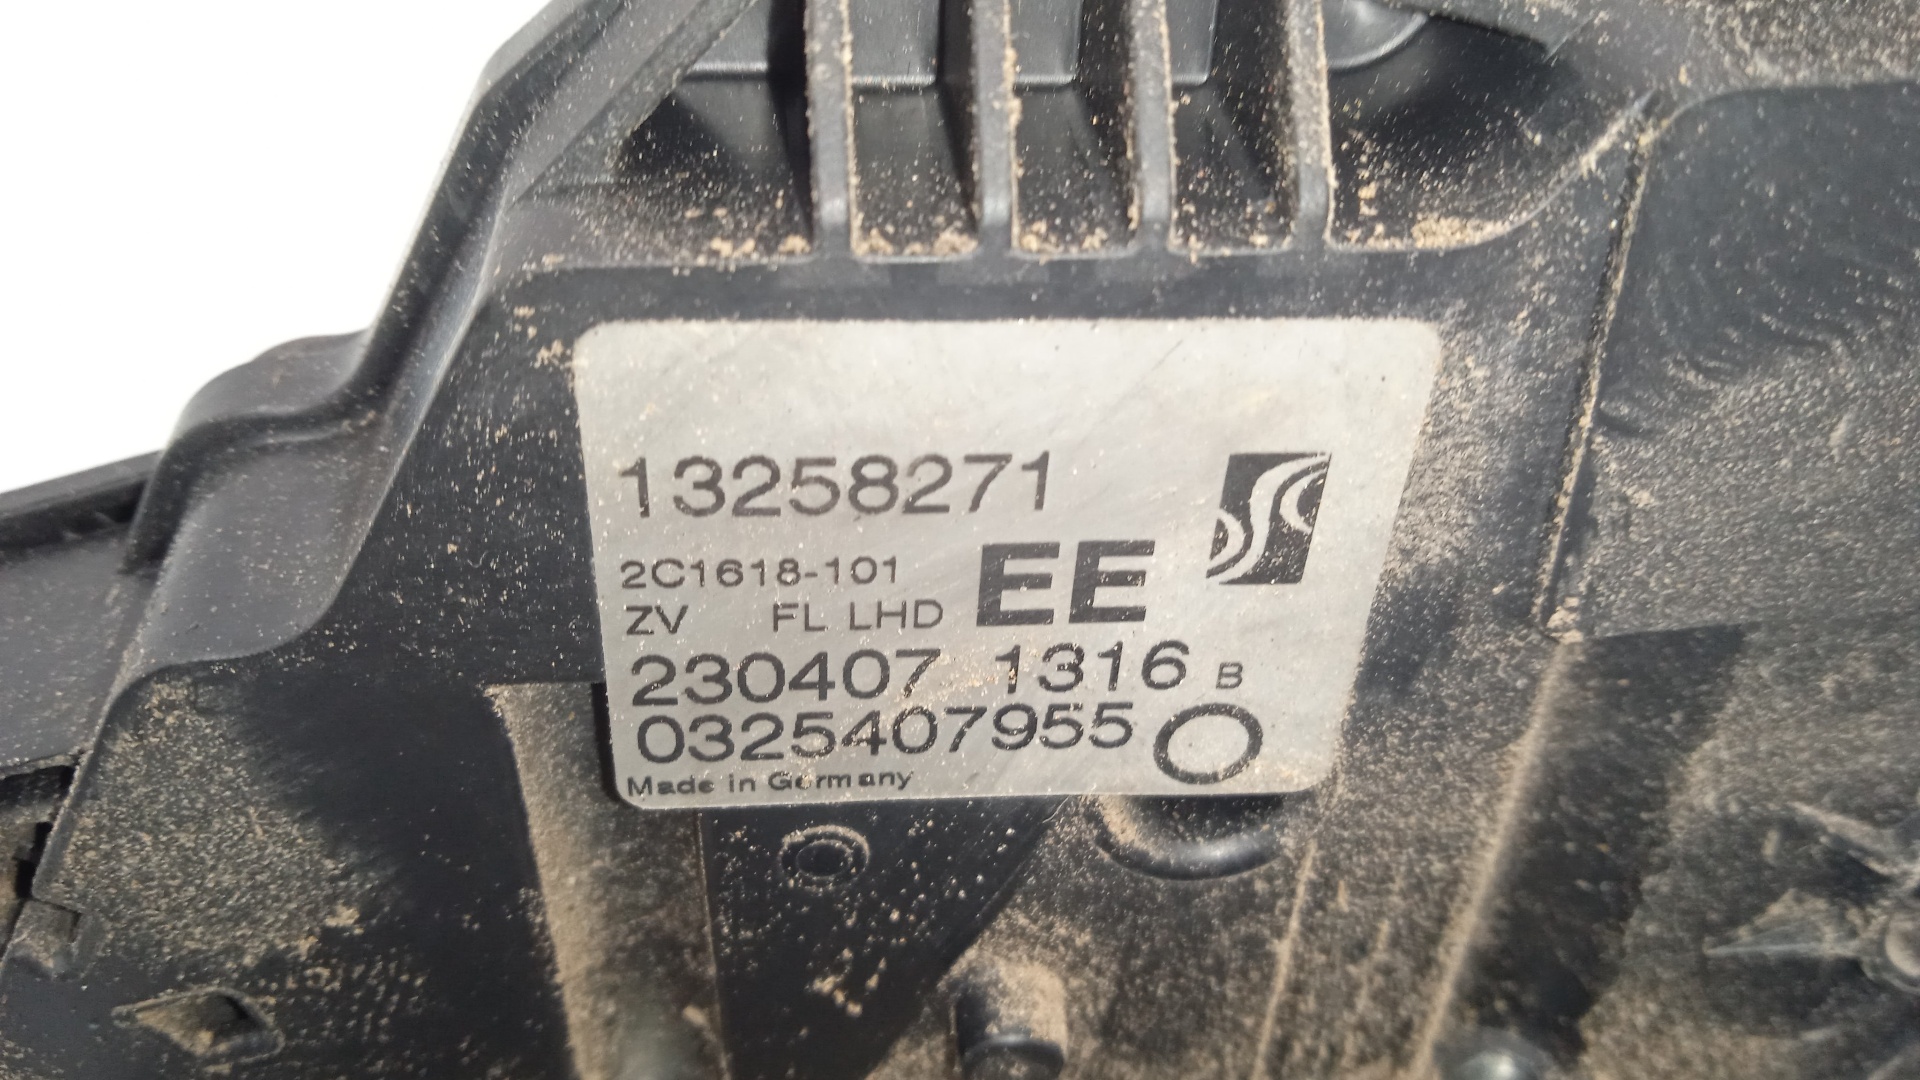 13258271
2C1618-101 EE
ZV FL LHD
230407 1316 B
0325407955
Made in Germany